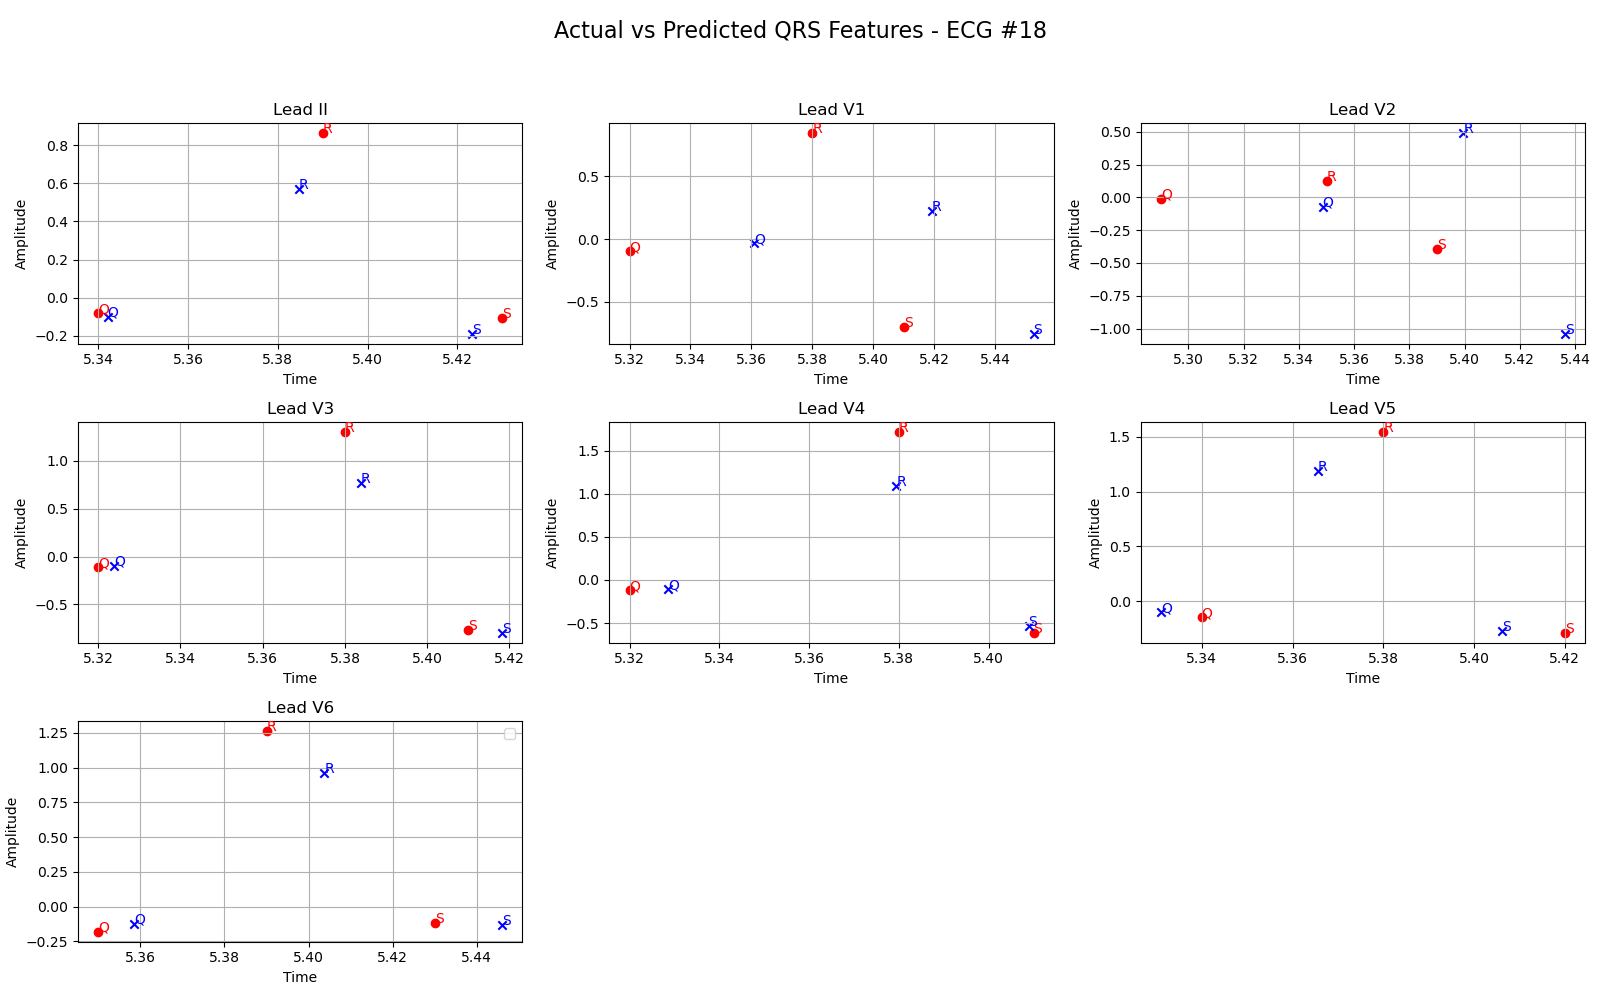 Actual vs Predicted QRS Features - ECG #18
Lead II
Amplitude
0.8
0.6
0.4
0.2
0.0
−0.2
R
R
Q
Q
S
S
5.34 5.36 5.38 5.40 5.42
Time
Lead V1
Amplitude
0.5
0.0
−0.5
R
R
Q
Q
S
S
5.32 5.34 5.36 5.38 5.40 5.42 5.44
Time
Lead V2
Amplitude
0.50
0.25
0.00
−0.25
−0.50
−0.75
−1.00
R
Q
R
Q
S
S
5.30 5.32 5.34 5.36 5.38 5.40 5.42 5.44
Time
Lead V3
Amplitude
1.0
0.5
0.0
−0.5
R
R
Q
Q
S
S
5.32 5.34 5.36 5.38 5.40 5.42
Time
Lead V4
Amplitude
1.5
1.0
0.5
0.0
−0.5
R
R
Q
Q
S
S
5.32 5.34 5.36 5.38 5.40
Time
Lead V5
Amplitude
1.5
1.0
0.5
0.0
R
R
Q
Q
S
S
5.34 5.36 5.38 5.40 5.42
Time
Lead V6
Amplitude
1.25
1.00
0.75
0.50
0.25
0.00
−0.25
R
R
Q
Q
S
S
5.36 5.38 5.40 5.42 5.44
Time